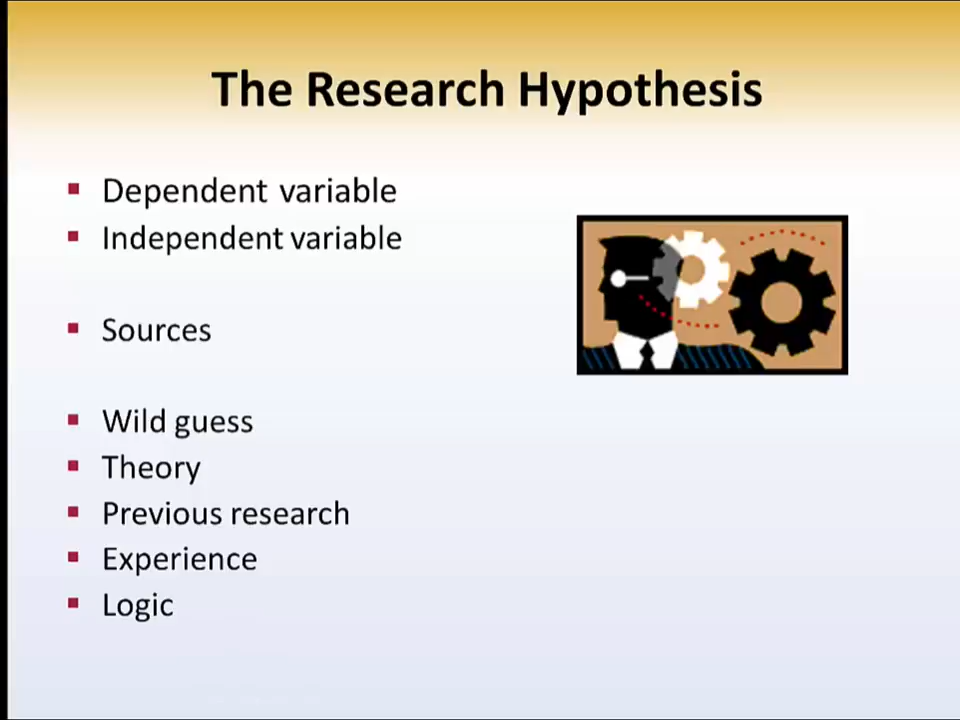 The Research Hypothesis
Dependent variable
Independent variable
Sources
Wild guess
Theory
Previous research
Experience
Logic